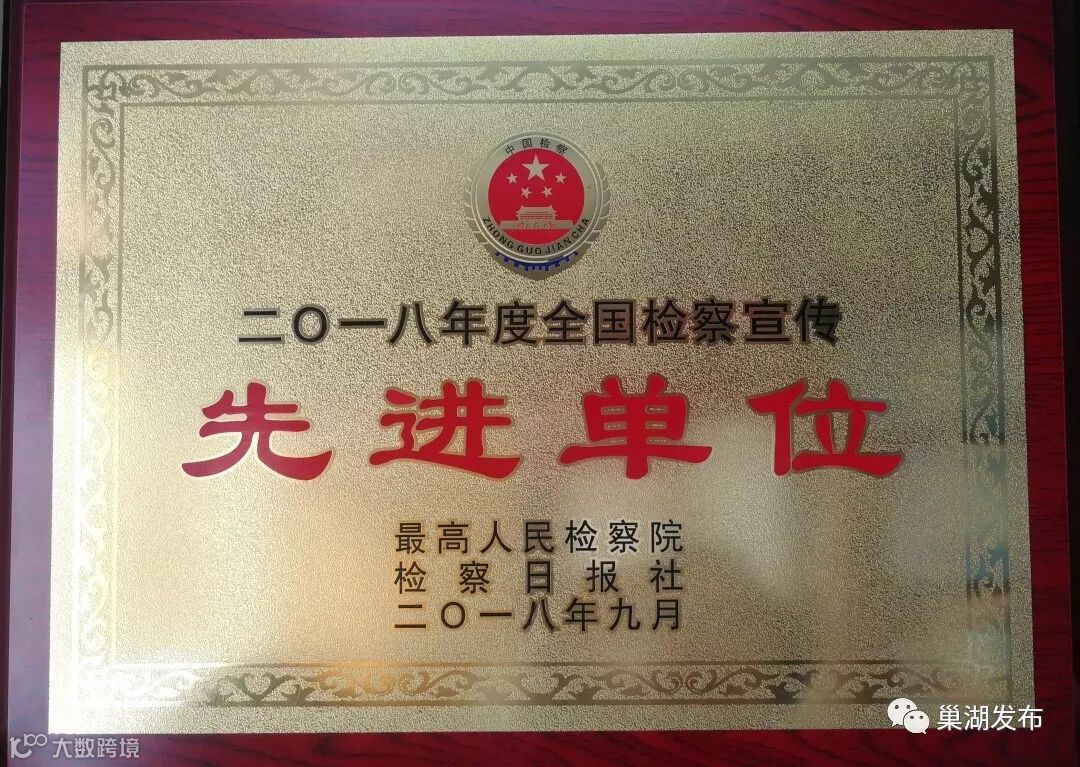 中国检察
ZHONG GUO JIAN CHA
二〇一八年度全国检察宣传
先进单位
最高人民检察院
检察日报社
二〇一八年九月
巢湖发布
大数跨境